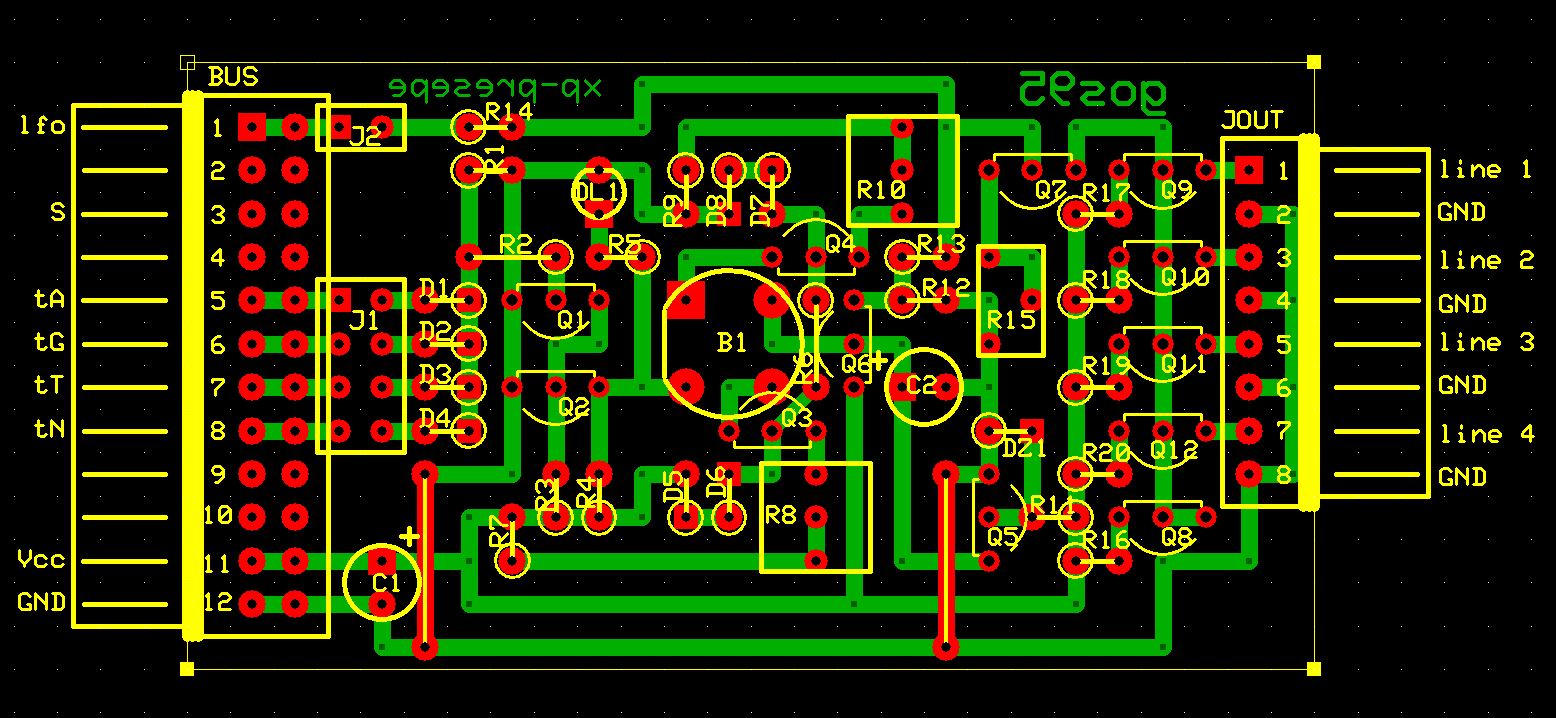 BUS
xp-presepe
gos95
JOUT
lfo
S
tA
tG
tT
tN
Vcc
GND
1
2
3
4
5
6
7
8
9
10
11
12
J2
J1
R14
R1
DL1
R2
R5
D1
D2
D3
D4
Q1
Q2
R3
R4
R7
C1
+
R9
D8
D7
R10
Q4
R13
R12
B1
R6
Q6
+
C2
Q3
D5
D6
R8
R15
DZ1
Q5
R11
Q7
R17
Q9
R18
Q10
R19
Q11
R20
Q12
R16
Q8
1
2
3
4
5
6
7
8
line 1
GND
line 2
GND
line 3
GND
line 4
GND